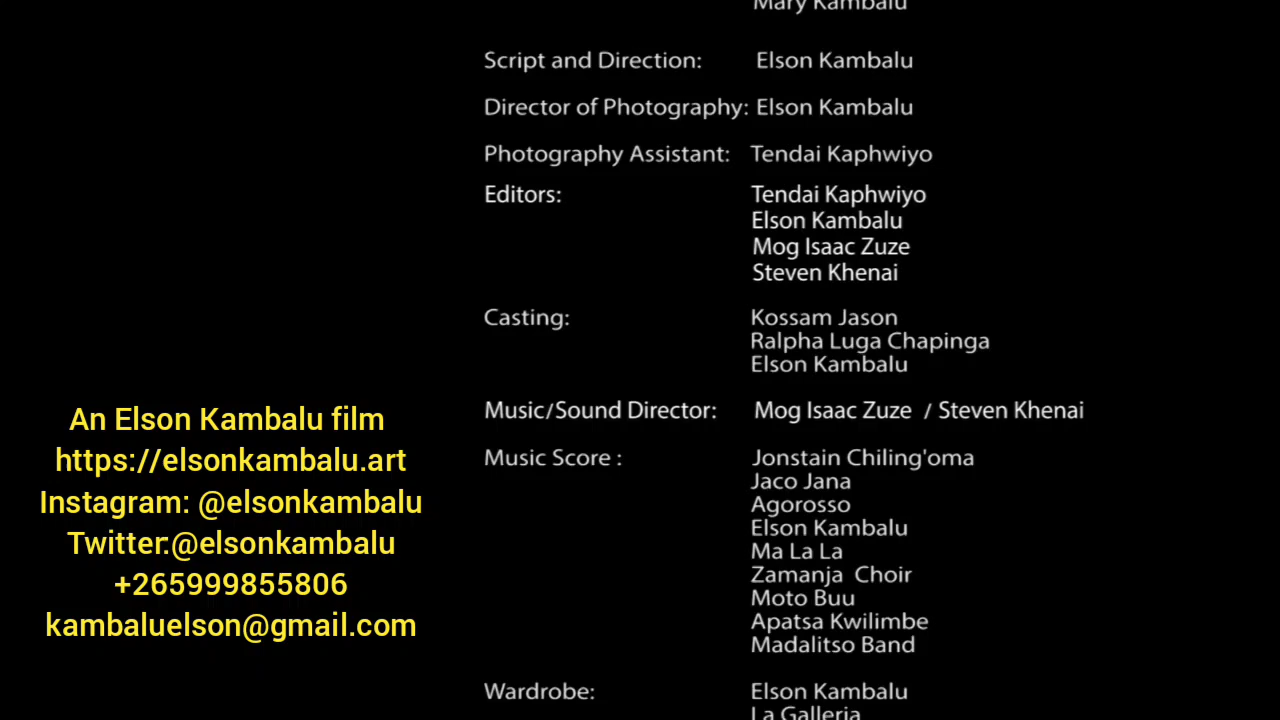 Mary Kambalu
Script and Direction: Elson Kambalu
Director of Photography: Elson Kambalu
Photography Assistant: Tendai Kaphwiyo
Editors: Tendai Kaphwiyo
Elson Kambalu
Mog Isaac Zuze
Steven Khenai
Casting: Kossam Jason
Ralpha Luga Chapinga
Elson Kambalu
Music/Sound Director: Mog Isaac Zuze / Steven Khenai
Music Score : Jonstain Chiling'oma
Jaco Jana
Agorosso
Elson Kambalu
Ma La La
Zamanja Choir
Moto Buu
Apatsa Kwilimbe
Madalitso Band
Wardrobe: Elson Kambalu
La Galleria
An Elson Kambalu film
https://elsonkambalu.art
Instagram: @elsonkambalu
Twitter:@elsonkambalu
+265999855806
kambaluelson@gmail.com